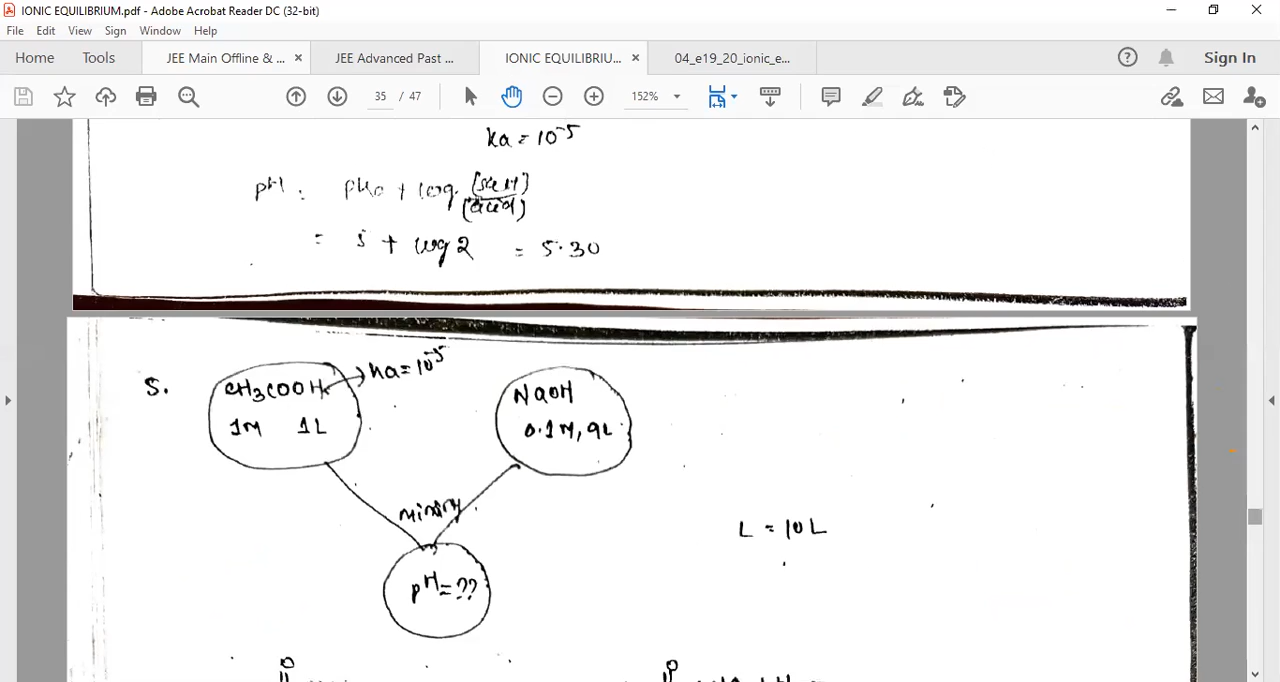 IONIC EQUILIBRIUM.pdf - Adobe Acrobat Reader DC (32-bit)
File Edit View Sign Window Help
Home Tools JEE Main Offline & ... × JEE Advanced Past ... IONIC EQUILIBRIU... × 04_e19_20_ionic_e... Sign In
35 / 47 152%
ka = 10⁻⁵
pH : pKa + log [salt]/[acid]
= 5 + log 2 = 5.30
5. CH3COOH → ka = 10⁻⁵ NaOH
1M 1L 0.1M, 9L
mixing
L = 10L
pH = ??